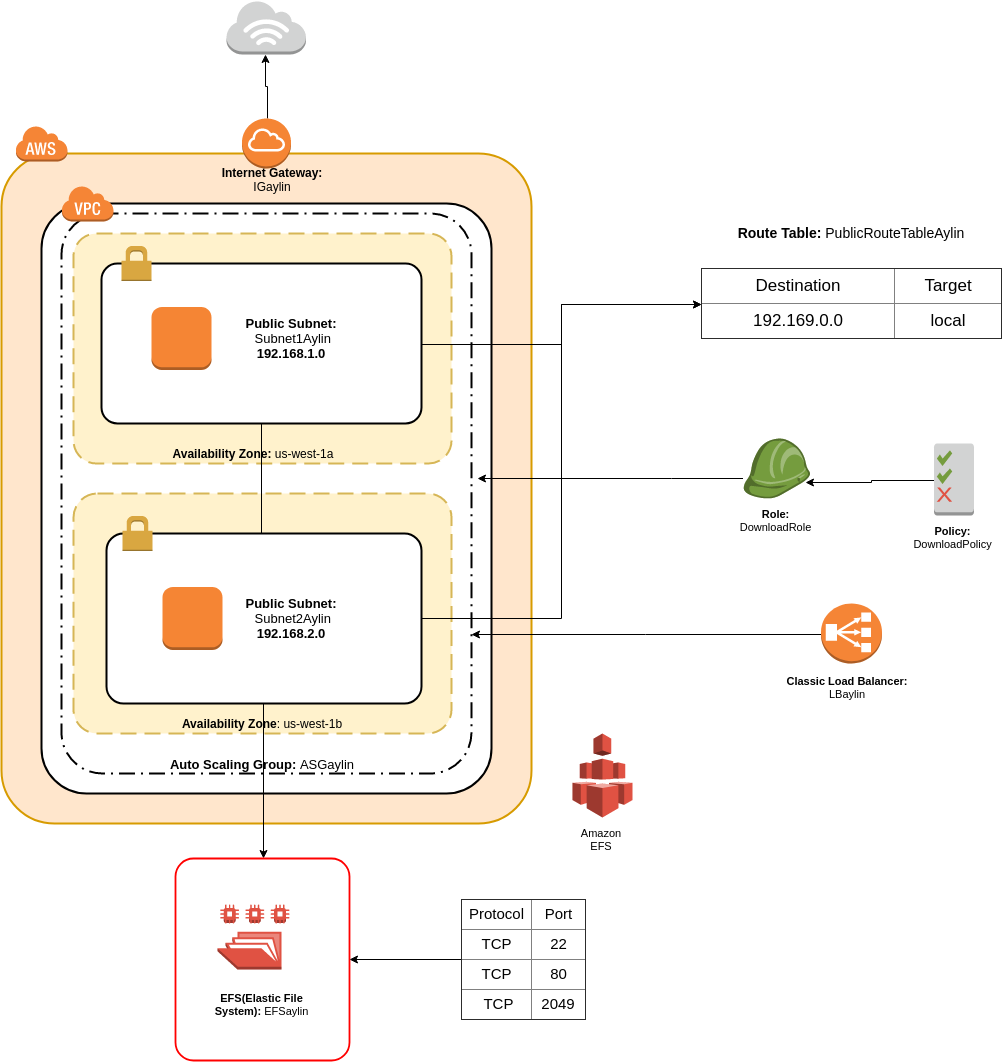 AWS
Internet Gateway:
IGaylin
VPC
Public Subnet:
Subnet1Aylin
192.168.1.0
Availability Zone: us-west-1a
Public Subnet:
Subnet2Aylin
192.168.2.0
Availability Zone: us-west-1b
Auto Scaling Group: ASGaylin
Route Table: PublicRouteTableAylin
Destination Target
192.169.0.0 local
Role:
DownloadRole
Policy:
DownloadPolicy
Classic Load Balancer:
LBaylin
Amazon
EFS
EFS(Elastic File
System): EFSaylin
Protocol Port
TCP 22
TCP 80
TCP 2049